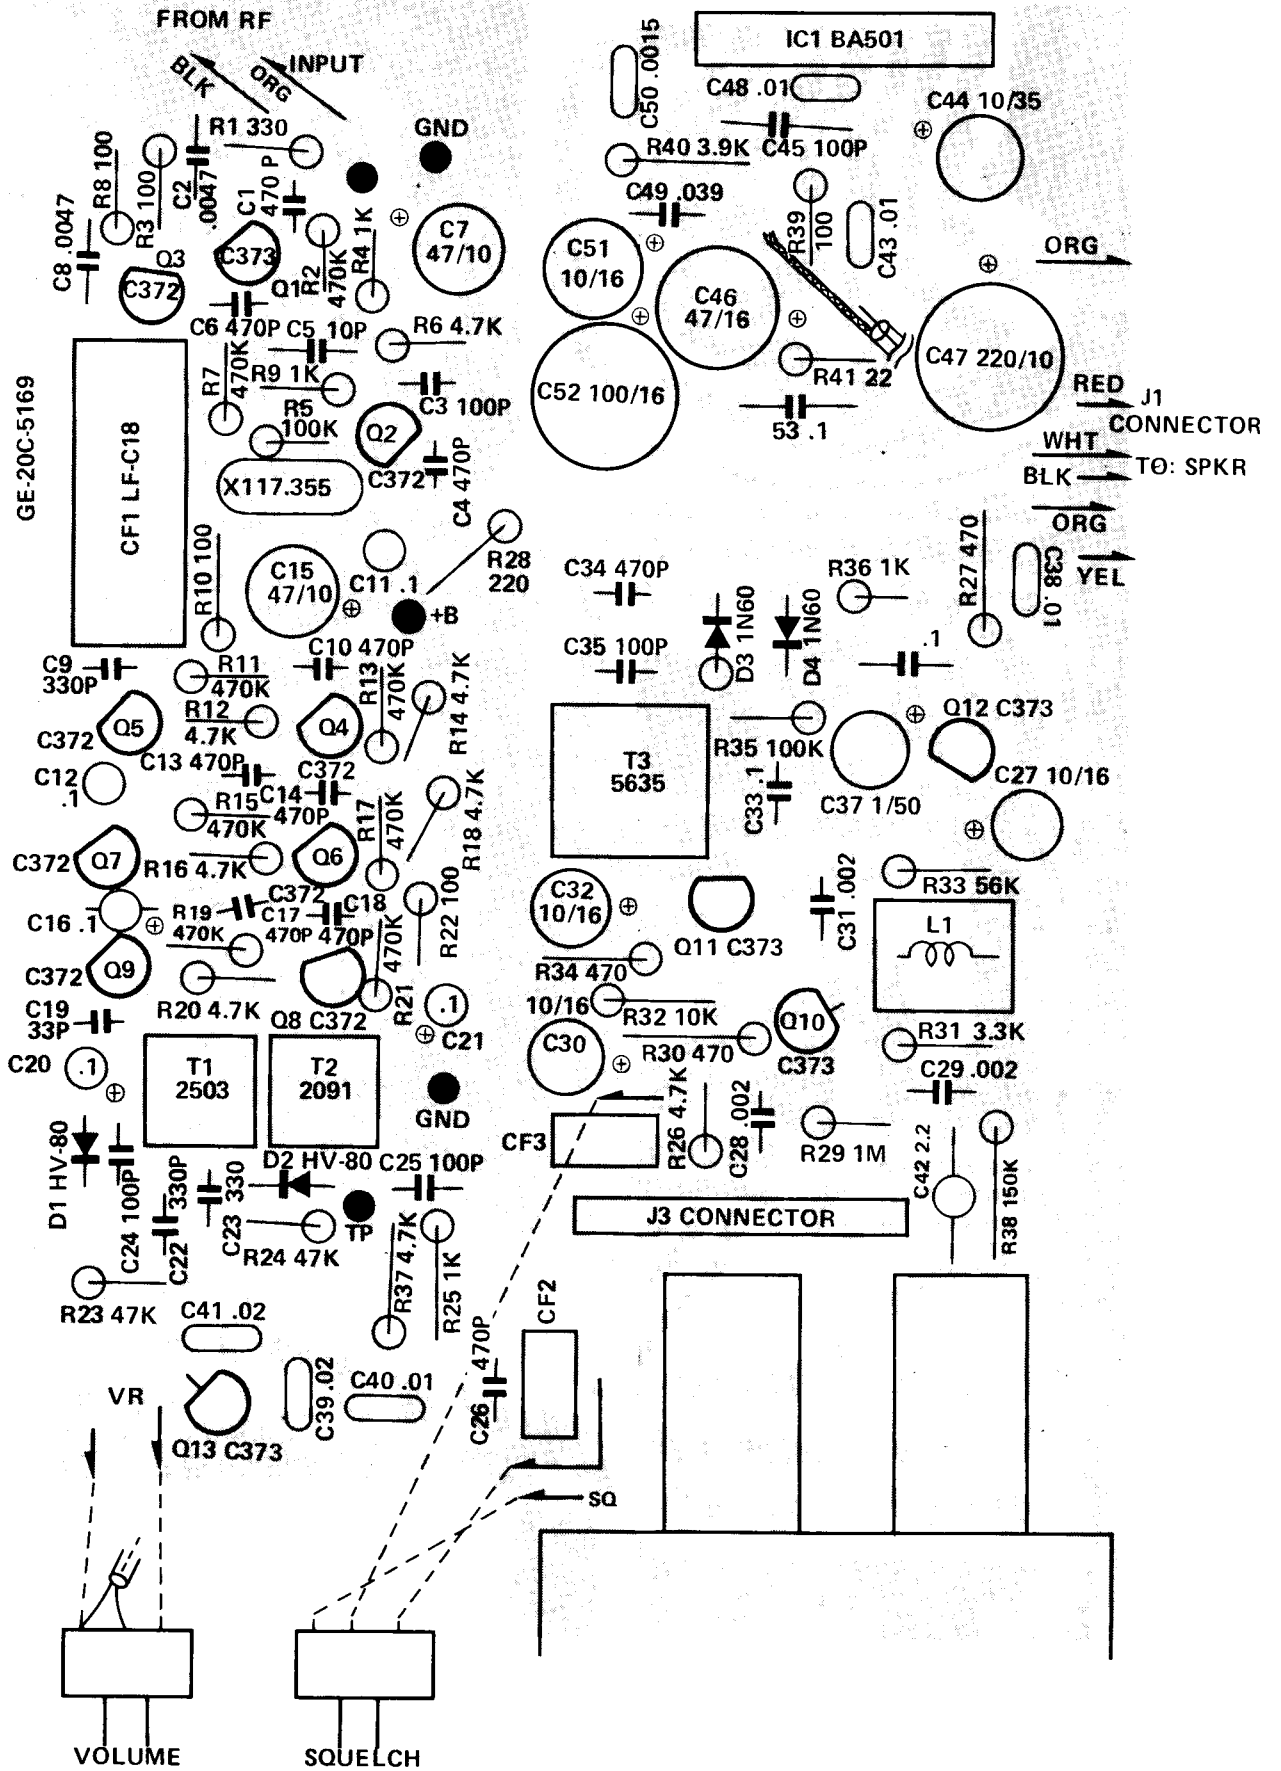 FROM RF
INPUT
BLK
ORG
GND
IC1 BA501
C50 .0015
C48 .01
C44 10/35
R1 330
R8 100
R3 100
C2 .0047
C1 470 P
R40 3.9K
C45 100P
C49 .039
R39 100
C43 .01
C8 .0047
Q3
C372
C373
Q1
R2 470K
R4 1K
C7 47/10
C51 10/16
C46 47/16
ORG
C6 470P
C5 10P
R6 4.7K
C52 100/16
R41 22
C47 220/10
R7 470K
R9 1K
C3 100P
53 .1
RED
J1 CONNECTOR
R5 100K
Q2
C372
C4 470P
WHT
BLK
TO: SPKR
GE-20C-5169
CF1 LF-C18
X117.355
ORG
YEL
R10 100
C15 47/10
C11 .1
R28 220
C34 470P
R36 1K
R27 470
C38 .01
+B
D3 1N60
D4 1N60
C9 330P
R11 470K
C10 470P
R13 470K
C35 100P
.1
R14 4.7K
R12 4.7K
Q5
C372
Q4
C372
T3 5635
R35 100K
Q12 C373
C13 470P
C12 .1
C14 470P
C33 .1
C37 1/50
C27 10/16
R15 470K
R17 470K
R18 4.7K
C372
Q7
R16 4.7K
Q6
C372
C32 10/16
R33 56K
C16 .1
R19 470K
C17 470P
C18 470P
R22 100
Q11 C373
C31 .002
L1
C372
Q9
R20 4.7K
R21 470K
R34 470
C19 33P
Q8 C372
.1
C21
10/16
C30
R32 10K
R30 470
Q10
C373
R31 3.3K
C20
.1
T1 2503
T2 2091
GND
C29 .002
CF3
R26 4.7K
C28 .002
R29 1M
C42 2.2
R38 150K
D1 HV-80
C24 100P
330P
C22
C23 330
D2 HV-80
C25 100P
TP
J3 CONNECTOR
R24 47K
R37 4.7K
R25 1K
R23 47K
C41 .02
CF2
VR
C39 .02
C40 .01
C26 470P
Q13 C373
SQ
VOLUME
SQUELCH